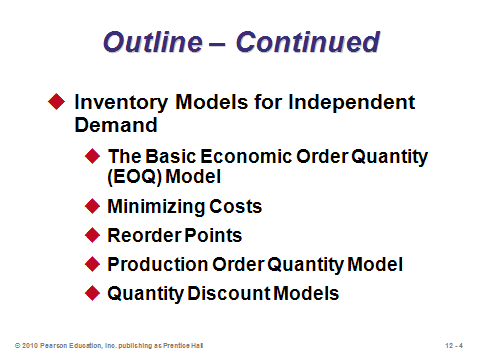 Outline – Continued
Inventory Models for Independent
Demand
The Basic Economic Order Quantity
(EOQ) Model
Minimizing Costs
Reorder Points
Production Order Quantity Model
Quantity Discount Models
© 2010 Pearson Education, Inc. publishing as Prentice Hall
12 - 4